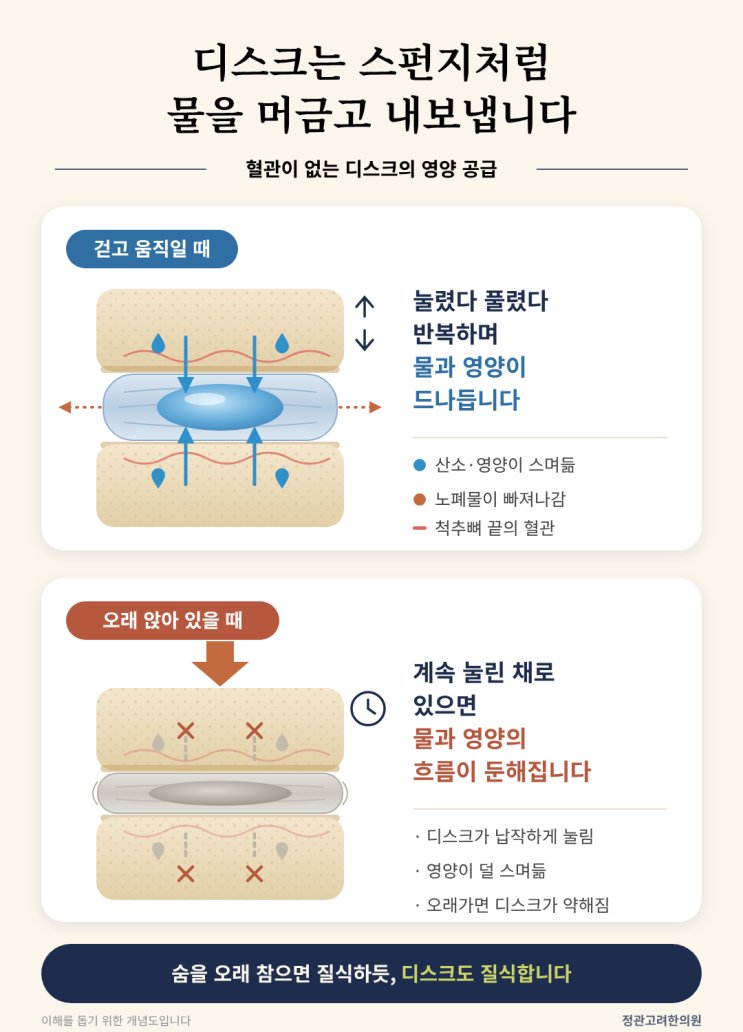 디스크는 스펀지처럼
물을 머금고 내보냅니다
혈관이 없는 디스크의 영양 공급
걷고 움직일 때
눌렸다 풀렸다
반복하며
물과 영양이
드나듭니다
산소·영양이 스며듦
노폐물이 빠져나감
척추뼈 끝의 혈관
오래 앉아 있을 때
계속 눌린 채로
있으면
물과 영양의
흐름이 둔해집니다
· 디스크가 납작하게 눌림
· 영양이 덜 스며듦
· 오래가면 디스크가 약해짐
숨을 오래 참으면 질식하듯, 디스크도 질식합니다
이해를 돕기 위한 개념도입니다
정관고려한의원